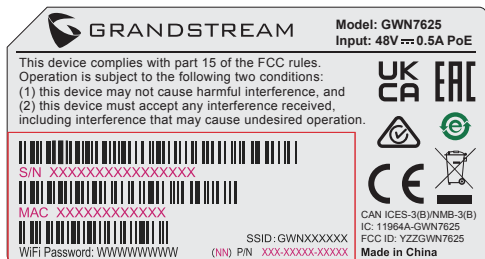 GRANDSTREAM
Model: GWN7625
Input: 48V⎓0.5A PoE
This device complies with part 15 of the FCC rules.
Operation is subject to the following two conditions:
(1) this device may not cause harmful interference, and
(2) this device must accept any interference received,
including interference that may cause undesired operation.
UK
CA
EAC
e
CE
S/N XXXXXXXXXXXXXXXX
MAC XXXXXXXXXXXX
SSID:GWNXXXXXX
WiFi Password: WWWWWWWW
(NN) P/N XXX-XXXXX-XXXXX
CAN ICES-3(B)/NMB-3(B)
IC: 11964A-GWN7625
FCC ID: YZZGWN7625
Made in China